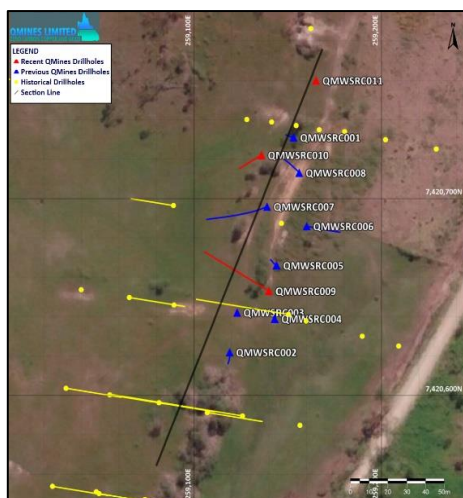 QMINES LIMITED
LEGEND
Recent QMines Drillholes
Previous QMines Drillholes
Historical Drillholes
Section Line
259,100E
259,200E
N
QMWSRC011
QMWSRC001
QMWSRC010
QMWSRC008
7,420,700N
QMWSRC007
QMWSRC006
QMWSRC005
QMWSRC009
QMWSRC003
QMWSRC004
QMWSRC002
7,420,600N
259,100E
259,200E
0 10 20 30 40 50m